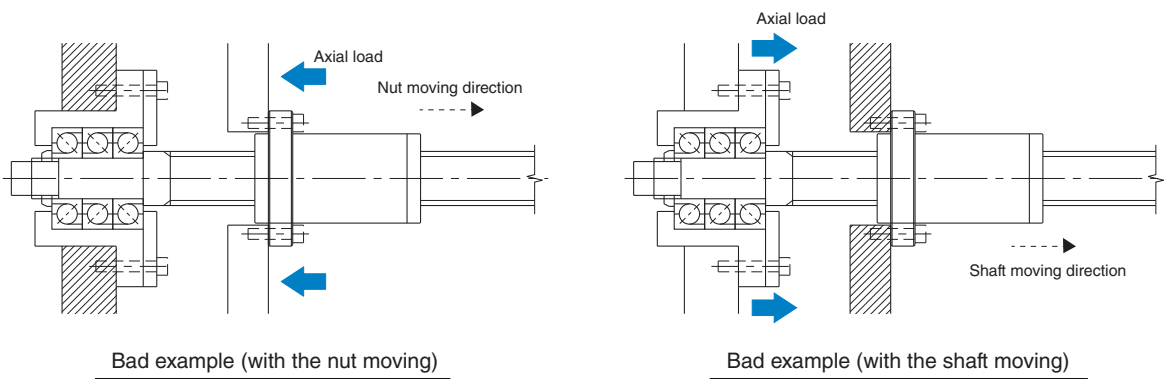 Axial load
Nut moving direction
Bad example (with the nut moving)
Axial load
Shaft moving direction
Bad example (with the shaft moving)